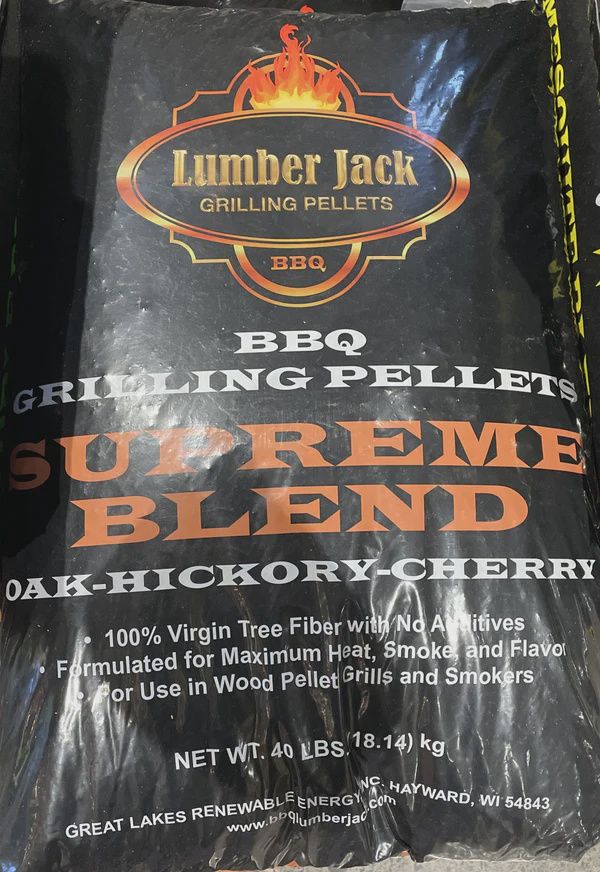 Lumber Jack
GRILLING PELLETS
BBQ
BBQ
GRILLING PELLETS
SUPREME
BLEND
OAK-HICKORY-CHERRY
• 100% Virgin Tree Fiber with No Additives
• Formulated for Maximum Heat, Smoke, and Flavor
• For Use in Wood Pellet Grills and Smokers
NET WT. 40 LBS. (18.14) kg
GREAT LAKES RENEWABLE ENERGY, INC. HAYWARD, WI 54843
www.bbqlumberjack.com